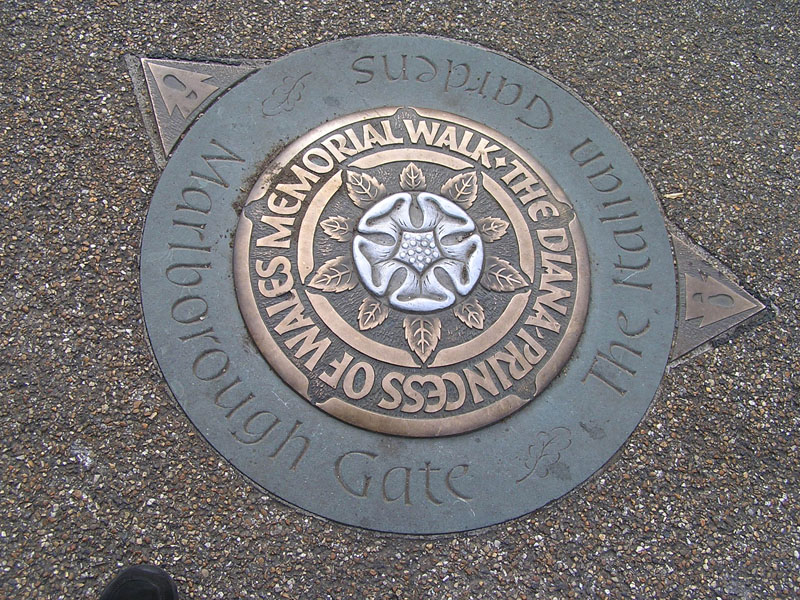 THE DIANA PRINCESS OF WALES MEMORIAL WALK
Marlborough Gate
The Italian Gardens